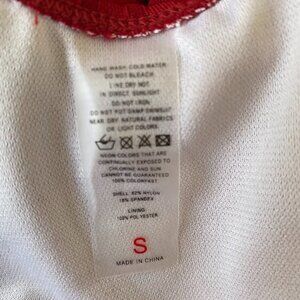 HAND WASH, COLD WATER
DO NOT BLEACH
LINE DRY NOT
IN DIRECT SUNLIGHT
DO NOT IRON
DO NOT PUT DAMP SWIMSUIT
NEAR DRY NATURAL FABRICS
OR LIGHT COLORS
NEON COLORS THAT ARE
CONTINUALLY EXPOSED TO
CHLORINE AND SUN
CANNOT BE GUARANTEED
100% COLORFAST
SHELL: 82% NYLON
18% SPANDEX
LINING:
100% POLYESTER
S
MADE IN CHINA